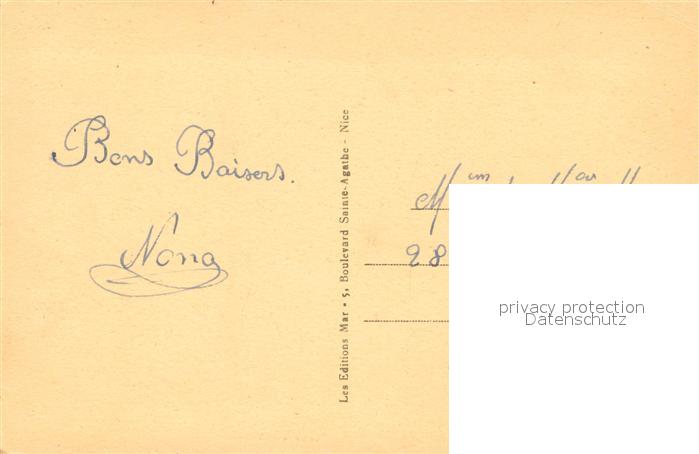 Bons Baisers.
Nona
Les Editions Mar - 5, Boulevard Sainte-Agathe - Nice
28
privacy protection
Datenschutz